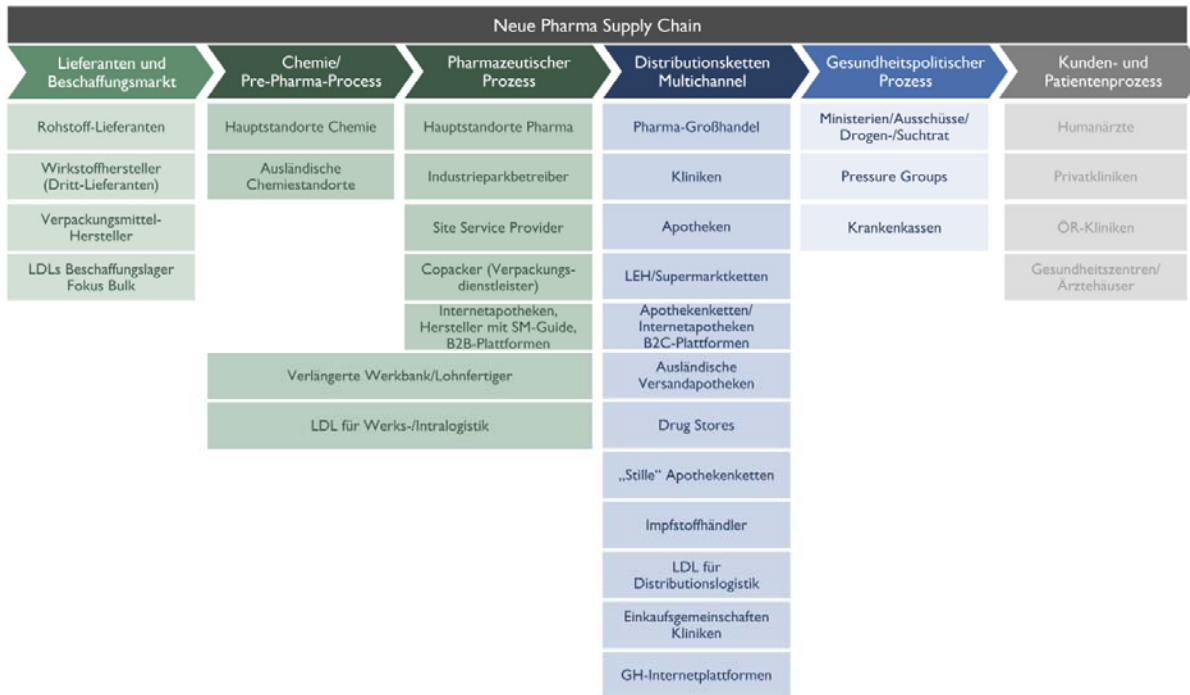 Neue Pharma Supply Chain
Lieferanten und
Beschaffungsmarkt
Chemie/
Pre-Pharma-Process
Pharmazeutischer
Prozess
Distributionsketten
Multichannel
Gesundheitspolitischer
Prozess
Kunden- und
Patientenprozess
Rohstoff-Lieferanten
Wirkstoffhersteller
(Dritt-Lieferanten)
Verpackungsmittel-
Hersteller
LDLs Beschaffungslager
Fokus Bulk
Hauptstandorte Chemie
Ausländische
Chemiestandorte
Hauptstandorte Pharma
Industrieparkbetreiber
Site Service Provider
Copacker (Verpackungs-
dienstleister)
Internetapotheken,
Hersteller mit SM-Guide,
B2B-Plattformen
Verlängerte Werkbank/Lohnfertiger
LDL für Werks-/Intralogistik
Pharma-Großhandel
Kliniken
Apotheken
LEH/Supermarktketten
Apothekenketten/
Internetapotheken
B2C-Plattformen
Ausländische
Versandapotheken
Drug Stores
„Stille“ Apothekenketten
Impfstoffhändler
LDL für
Distributionslogistik
Einkaufsgemeinschaften
Kliniken
GH-Internetplattformen
Ministerien/Ausschüsse/
Drogen-/Suchtrat
Pressure Groups
Krankenkassen
Humanärzte
Privatkliniken
ÖR-Kliniken
Gesundheitszentren/
Ärztehäuser